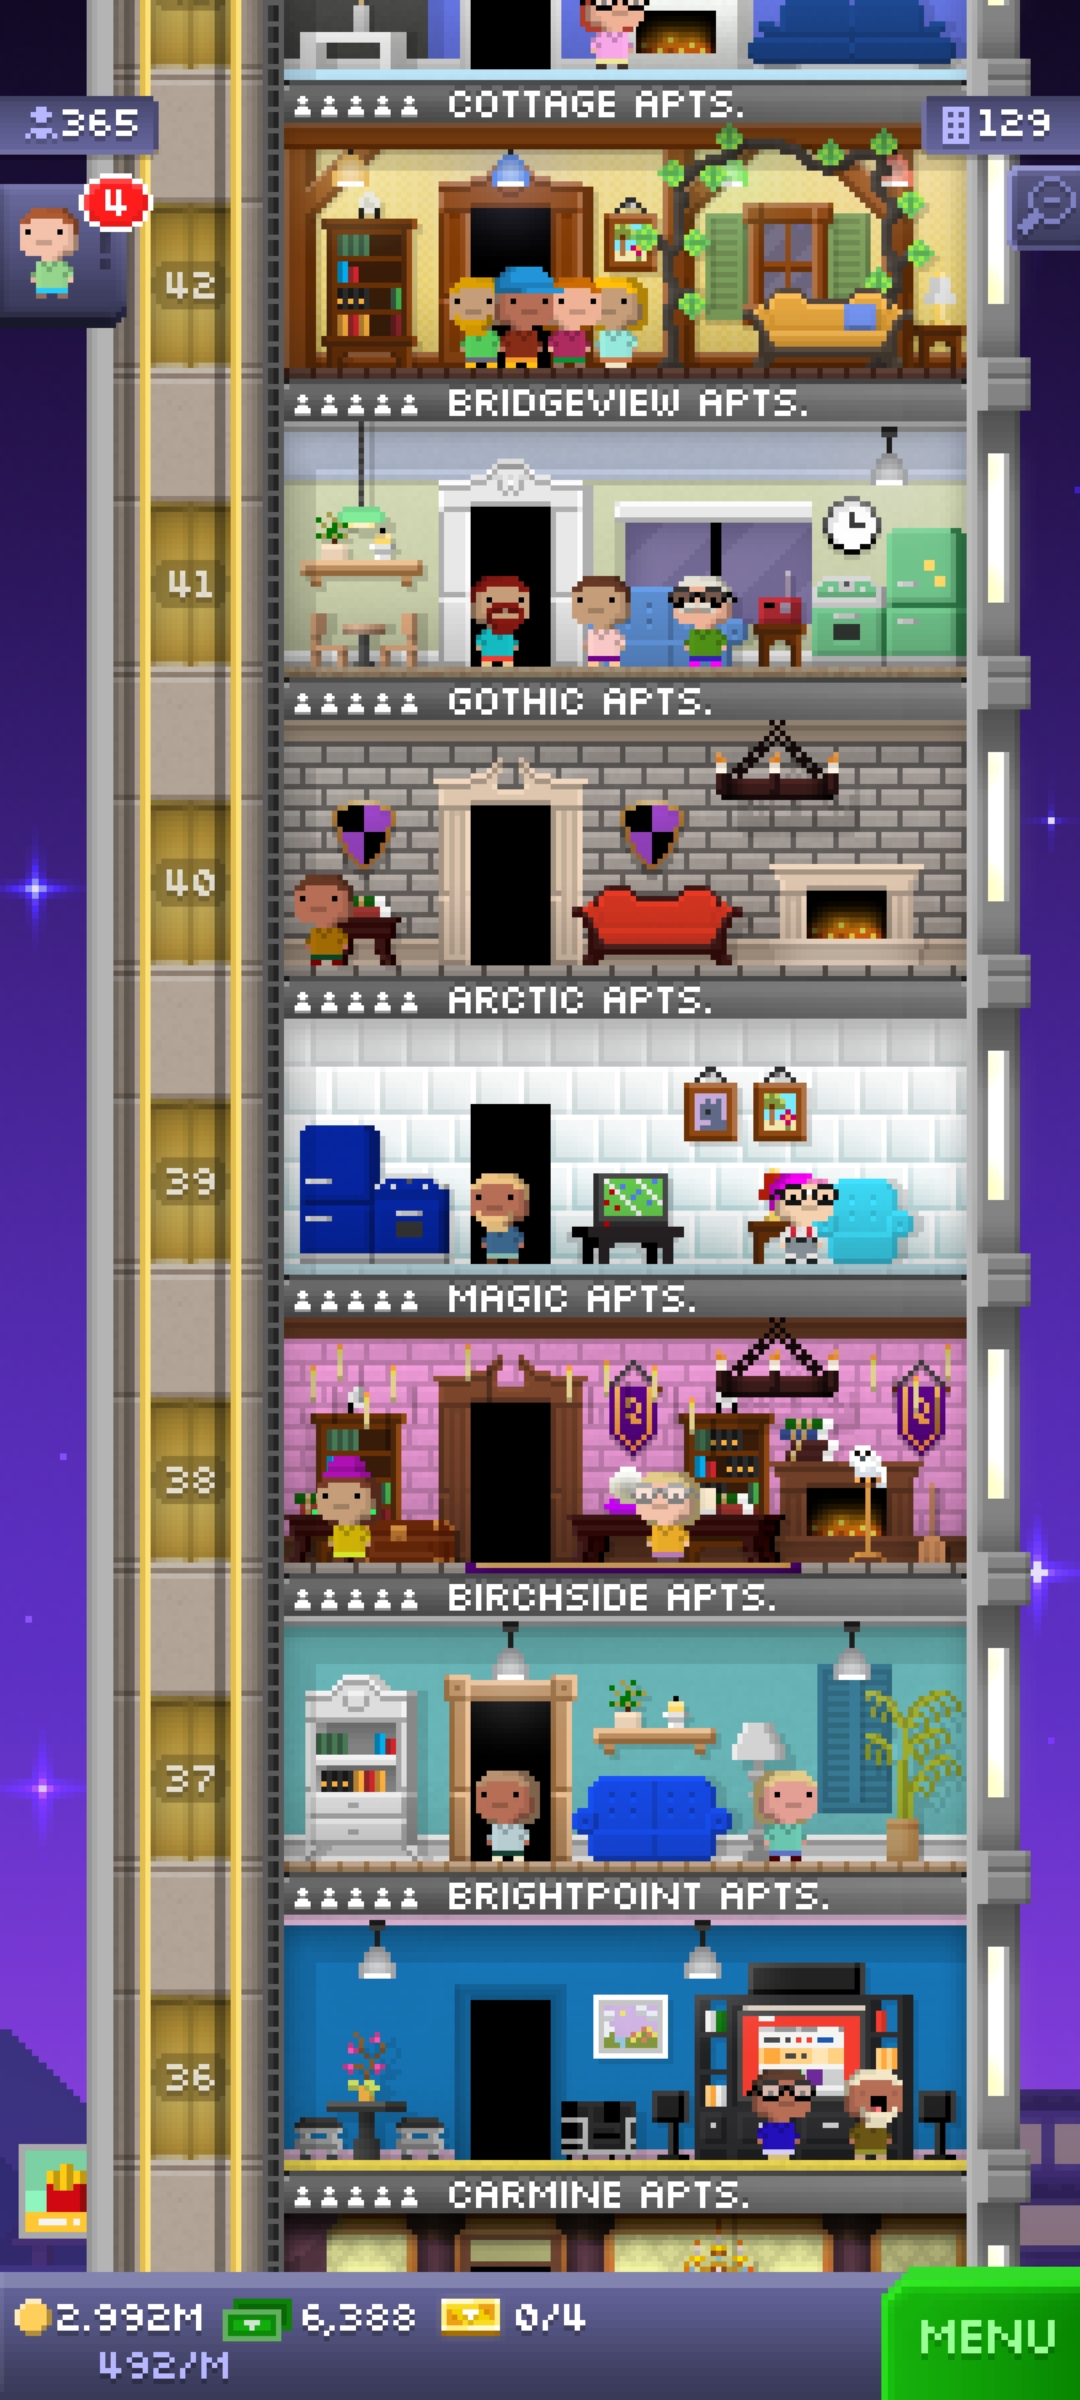 COTTAGE APTS.
365
129
4
42
BRIDGEVIEW APTS.
41
GOTHIC APTS.
40
ARCTIC APTS.
39
MAGIC APTS.
38
BIRCHSIDE APTS.
37
BRIGHTPOINT APTS.
36
CARMINE APTS.
2.992M 6,388 0/4
492/M
MENU